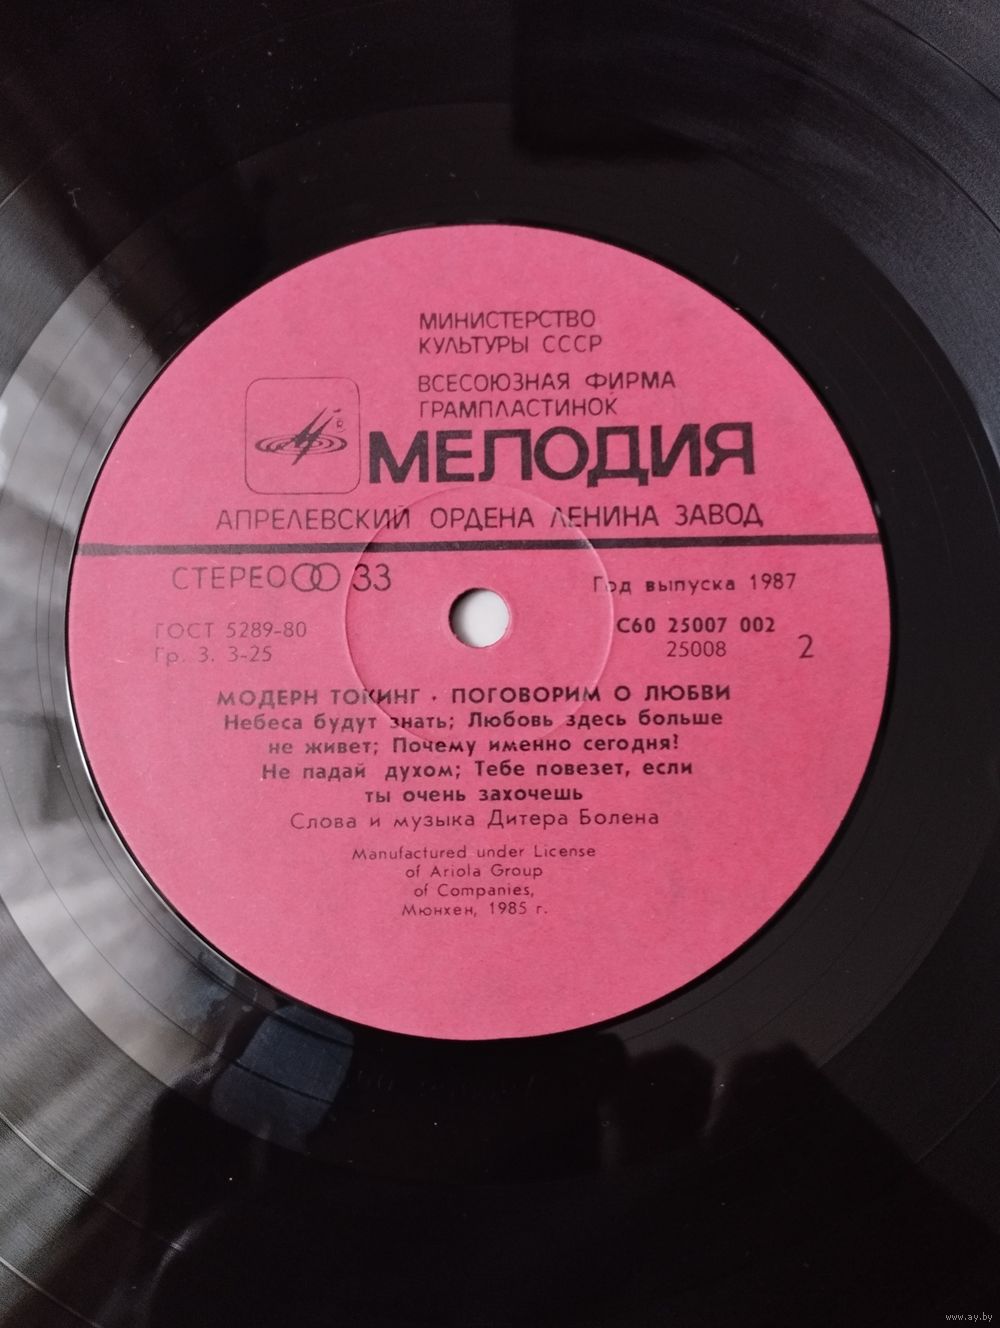 МИНИСТЕРСТВО
КУЛЬТУРЫ СССР
ВСЕСОЮЗНАЯ ФИРМА
ГРАМПЛАСТИНОК
R
МЕЛОДИЯ
АПРЕЛЕВСКИЙ ОРДЕНА ЛЕНИНА ЗАВОД
СТЕРЕО 33
Год выпуска 1987
ГОСТ 5289-80
Гр. 3. 3-25
С60 25007 002
25008
2
МОДЕРН ТОКИНГ · ПОГОВОРИМ О ЛЮБВИ
Небеса будут знать; Любовь здесь больше
не живет; Почему именно сегодня?
Не падай духом; Тебе повезет, если
ты очень захочешь
Слова и музыка Дитера Болена
Manufactured under License
of Ariola Group
of Companies,
Мюнхен, 1985 г.
www.ay.by